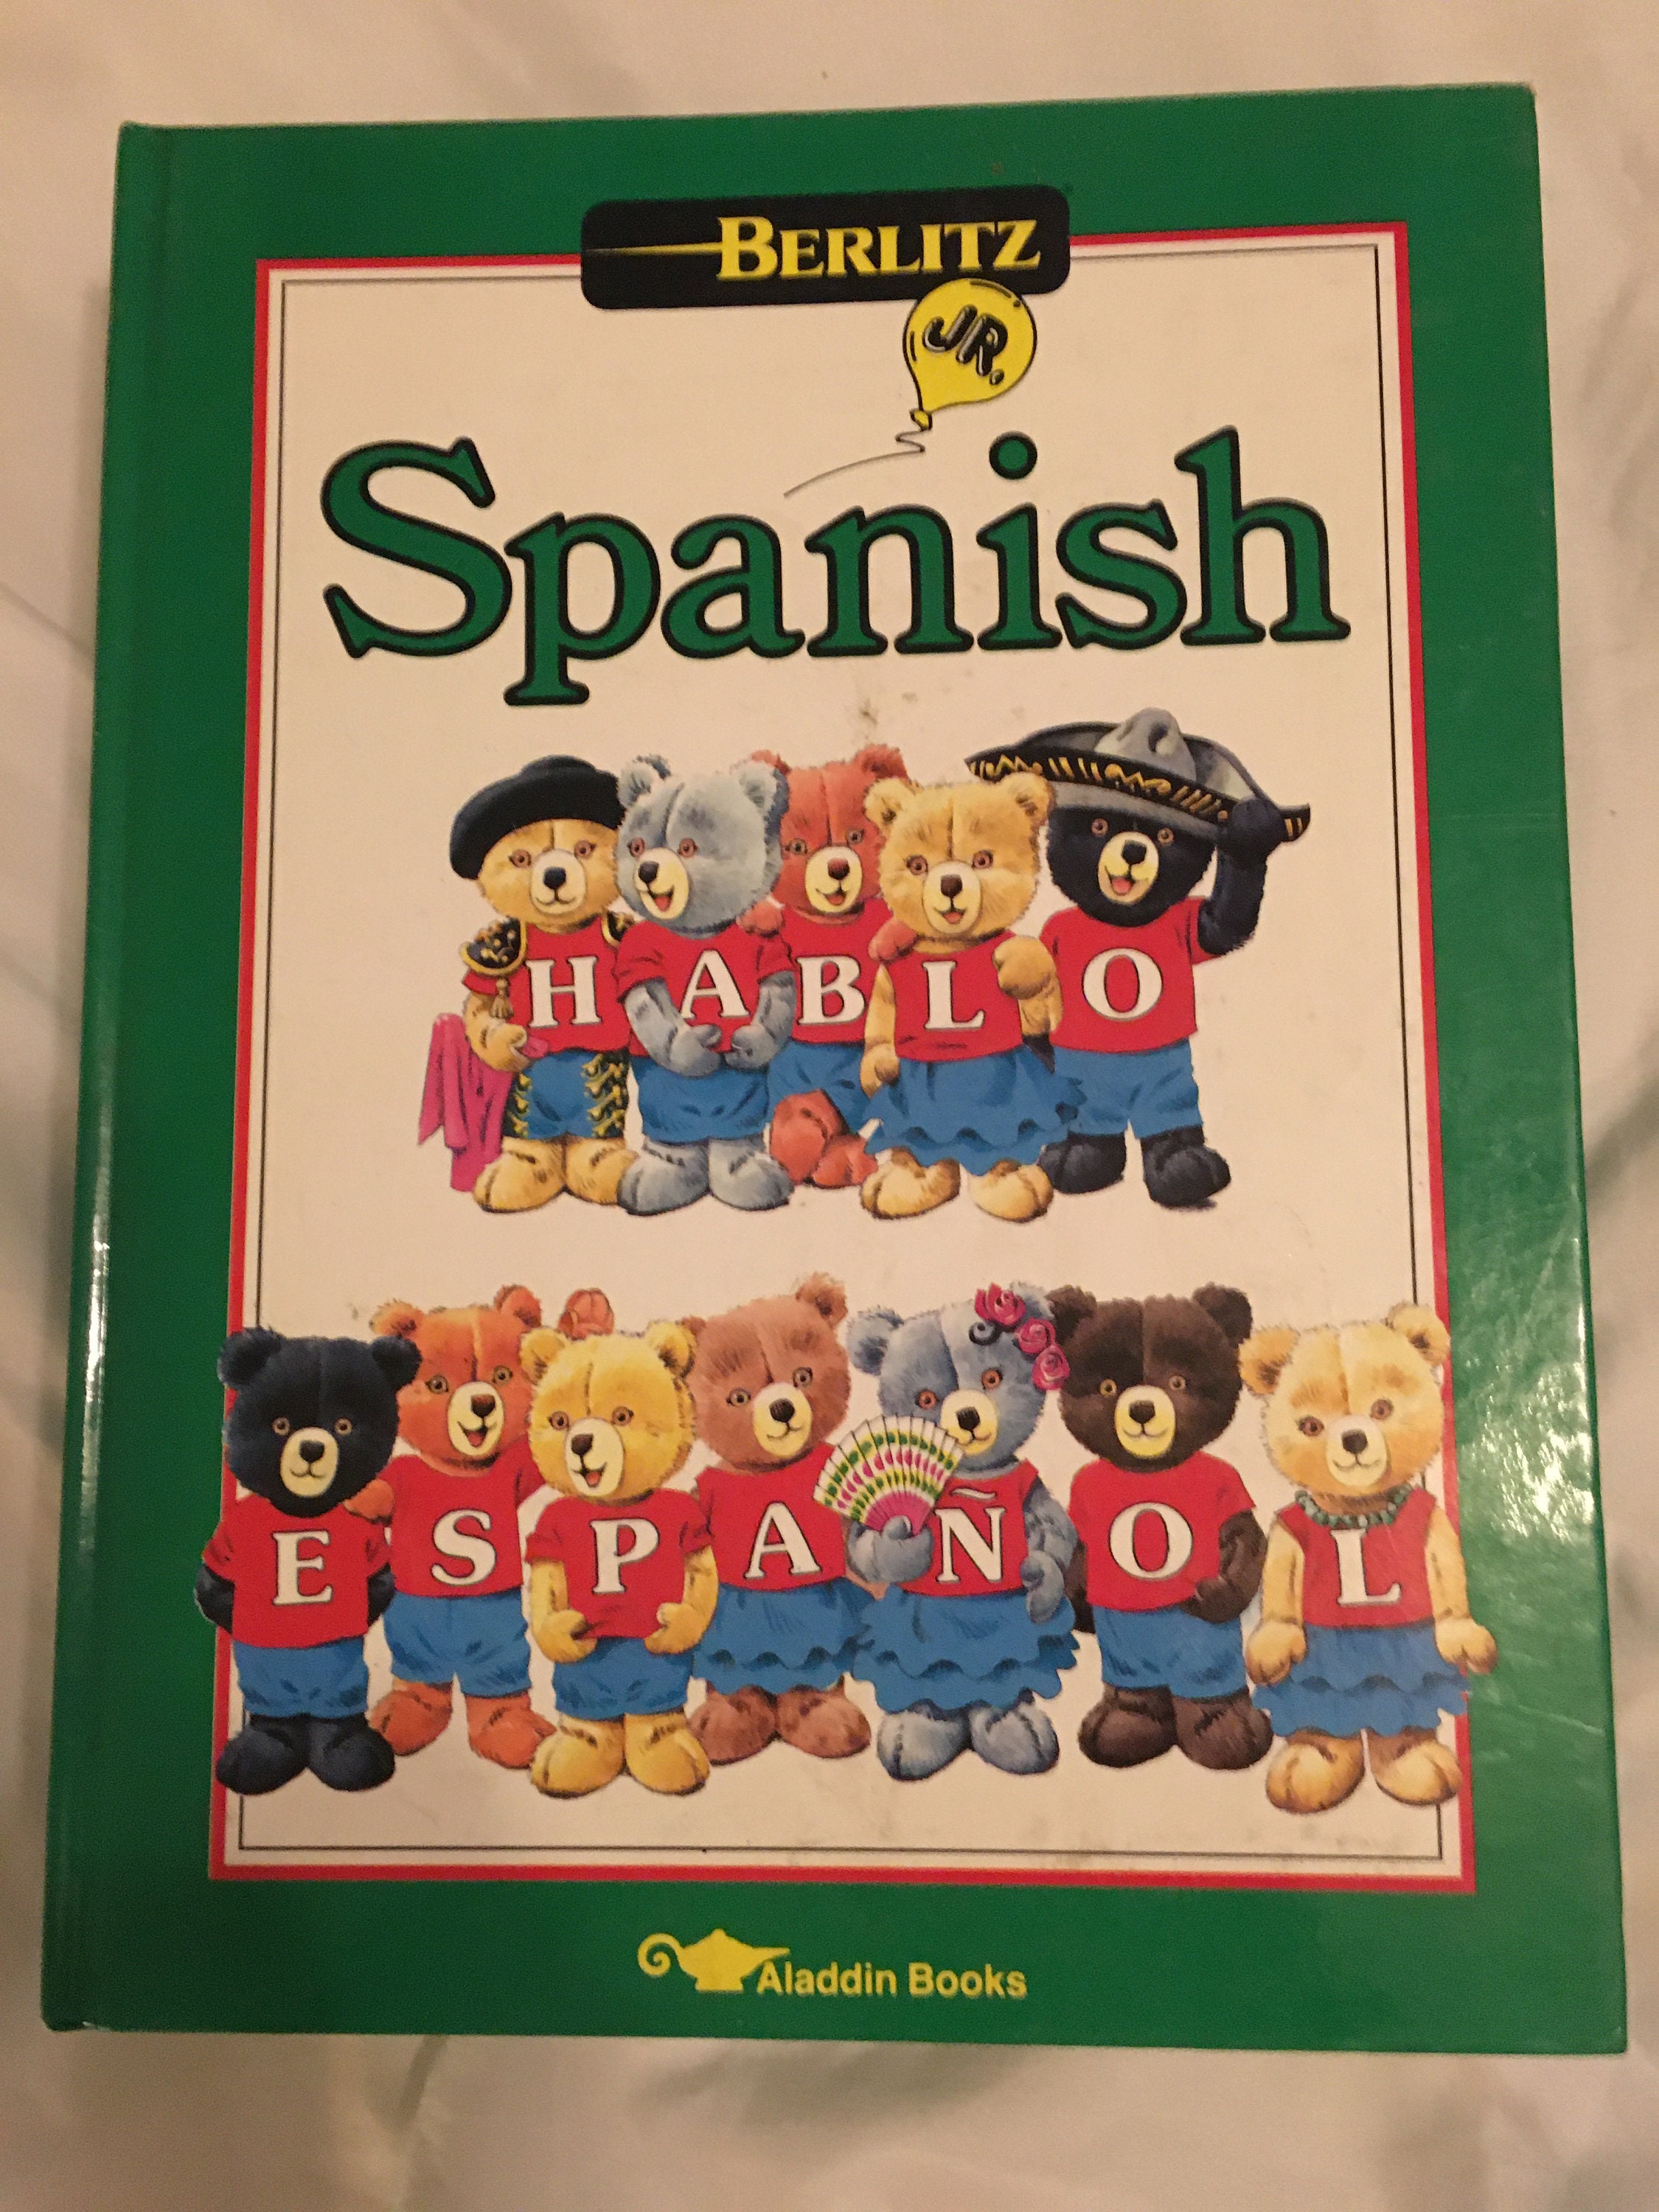 BERLITZ
JR.
Spanish
HABLO
ESPAÑOL
Aladdin Books